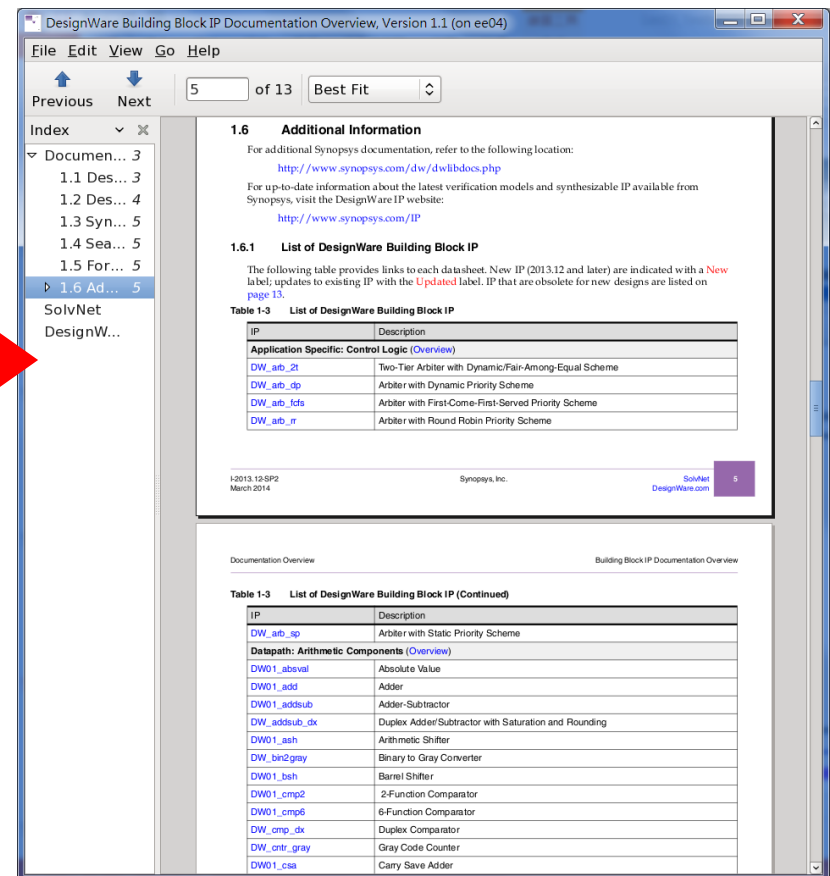 DesignWare Building Block IP Documentation Overview, Version 1.1 (on ee04)
File Edit View Go Help
Previous Next 5 of 13 Best Fit
Index
Documen... 3
1.1 Des... 3
1.2 Des... 4
1.3 Syn... 5
1.4 Sea... 5
1.5 For... 5
1.6 Ad... 5
SolvNet
DesignW...
1.6 Additional Information
For additional Synopsys documentation, refer to the following location:
http://www.synopsys.com/dw/dwlibdocs.php
For up-to-date information about the latest verification models and synthesizable IP available from
Synopsys, visit the DesignWare IP website:
http://www.synopsys.com/IP
1.6.1 List of DesignWare Building Block IP
The following table provides links to each datasheet. New IP (2013.12 and later) are indicated with a New
label; updates to existing IP with the Updated label. IP that are obsolete for new designs are listed on
page 13.
Table 1-3 List of DesignWare Building Block IP
IP Description
Application Specific: Control Logic (Overview)
DW_arb_2t Two-Tier Arbiter with Dynamic/Fair-Among-Equal Scheme
DW_arb_dp Arbiter with Dynamic Priority Scheme
DW_arb_fcfs Arbiter with First-Come-First-Served Priority Scheme
DW_arb_rr Arbiter with Round Robin Priority Scheme
I-2013.12-SP2 Synopsys, Inc. SolvNet 5
March 2014 DesignWare.com
Documentation Overview Building Block IP Documentation Overview
Table 1-3 List of DesignWare Building Block IP (Continued)
IP Description
DW_arb_sp Arbiter with Static Priority Scheme
Datapath: Arithmetic Components (Overview)
DW01_absval Absolute Value
DW01_add Adder
DW01_addsub Adder-Subtractor
DW_addsub_dx Duplex Adder/Subtractor with Saturation and Rounding
DW01_ash Arithmetic Shifter
DW_bin2gray Binary to Gray Converter
DW01_bsh Barrel Shifter
DW01_cmp2 2-Function Comparator
DW01_cmp6 6-Function Comparator
DW_cmp_dx Duplex Comparator
DW_cntr_gray Gray Code Counter
DW01_csa Carry Save Adder